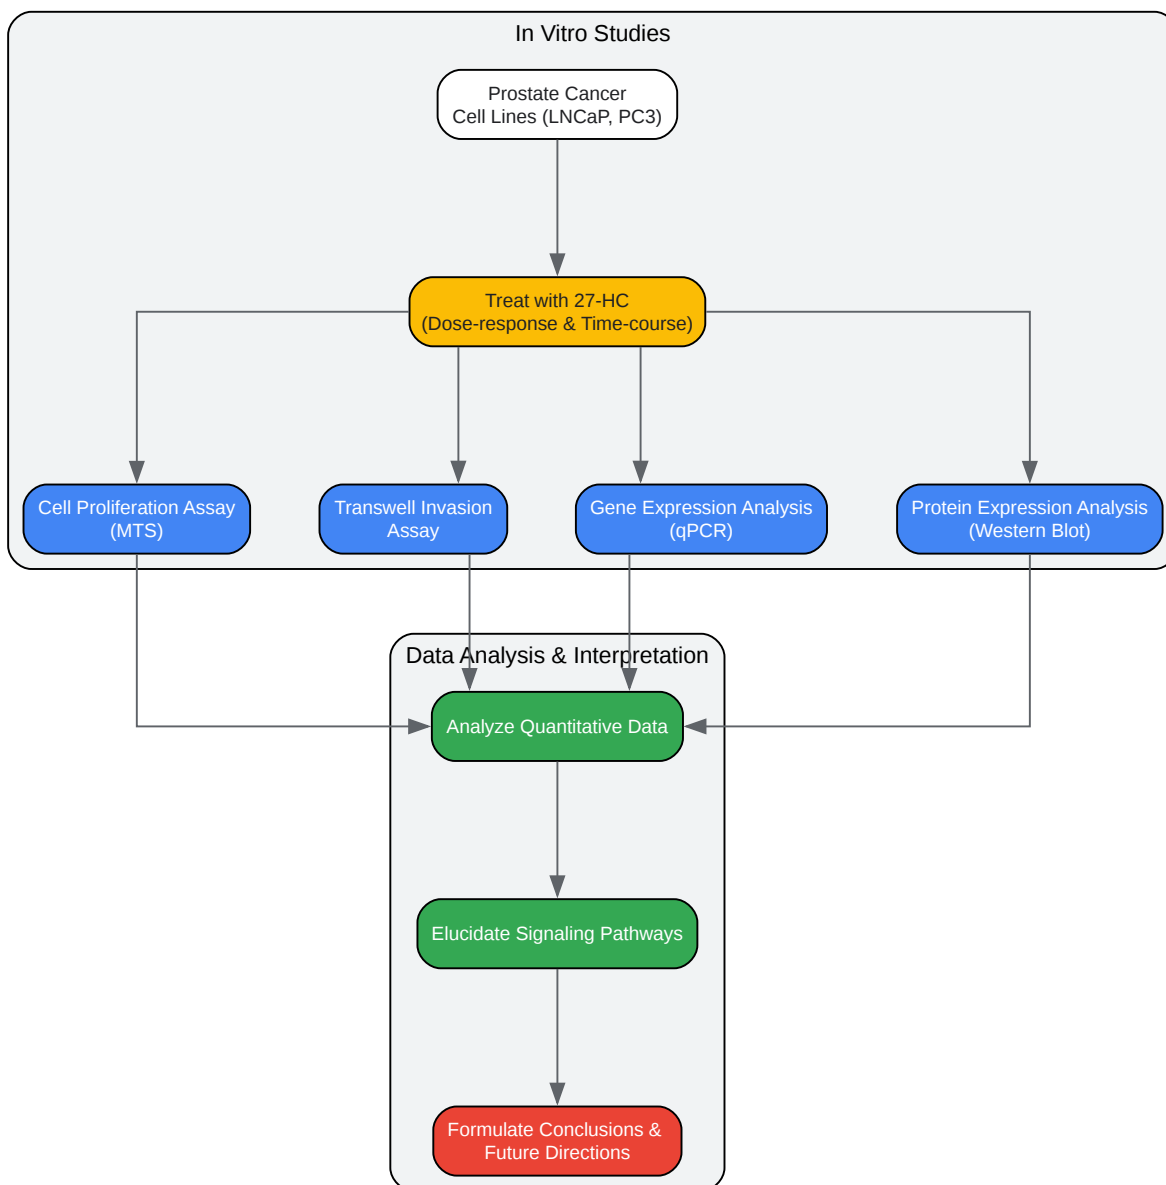 In Vitro Studies
Prostate Cancer
Cell Lines (LNCaP, PC3)
Treat with 27-HC
(Dose-response & Time-course)
Cell Proliferation Assay
(MTS)
Transwell Invasion
Assay
Gene Expression Analysis
(qPCR)
Protein Expression Analysis
(Western Blot)
Data Analysis & Interpretation
Analyze Quantitative Data
Elucidate Signaling Pathways
Formulate Conclusions &
Future Directions